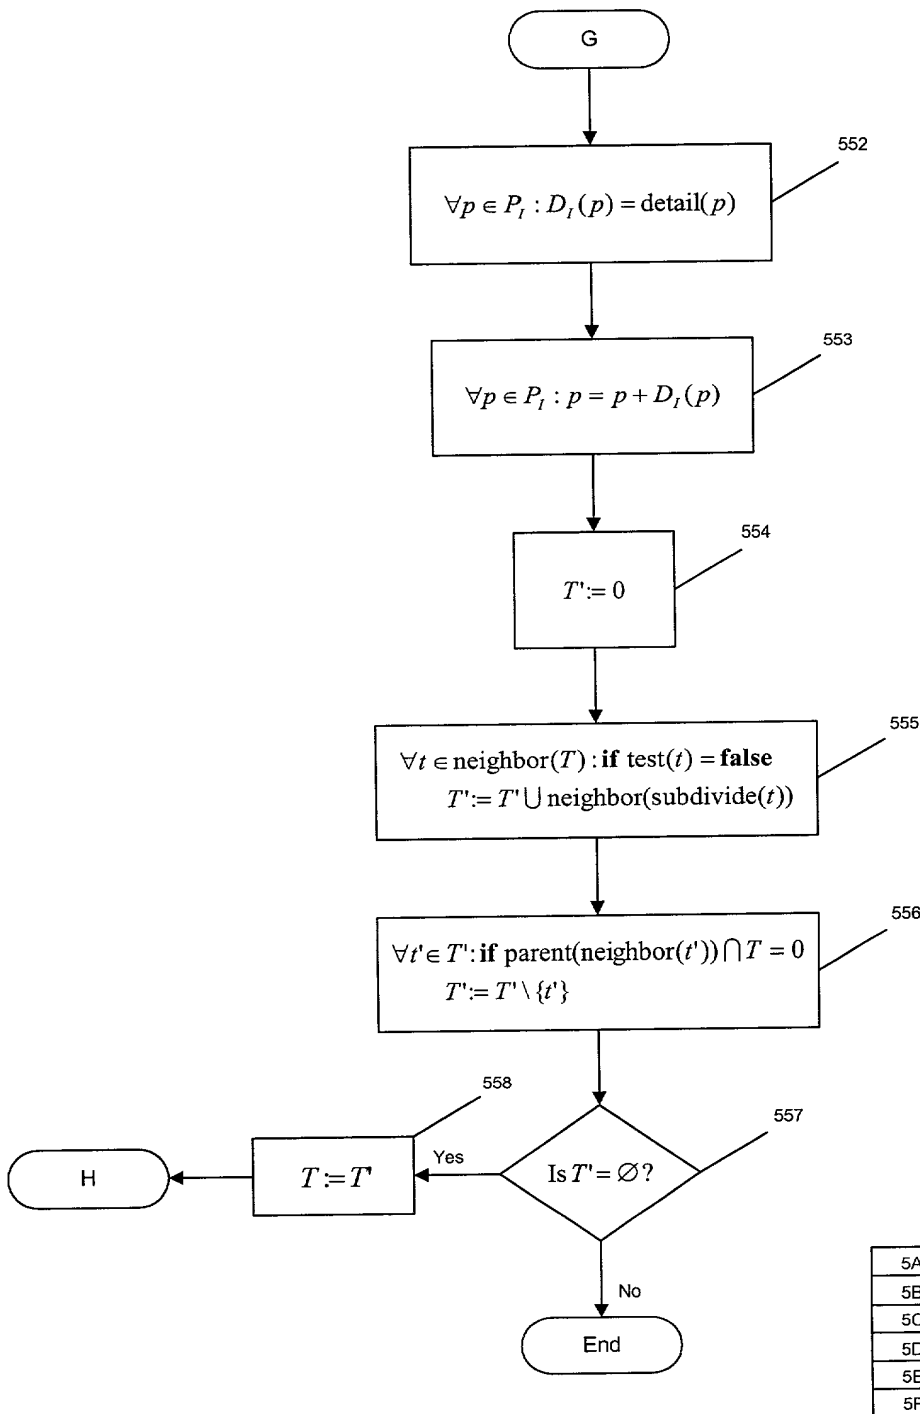 G
552
∀p ∈ P_I : D_I(p) = detail(p)
553
∀p ∈ P_I : p = p + D_I(p)
554
T' := 0
555
∀t ∈ neighbor(T) : if test(t) = false
T' := T' ⋃ neighbor(subdivide(t))
556
∀t' ∈ T' : if parent(neighbor(t')) ⋂ T = 0
T' := T' \ {t'}
558
557
H
T := T'
Yes
Is T' = ∅?
No
End
5A
5B
5C
5D
5E
5F